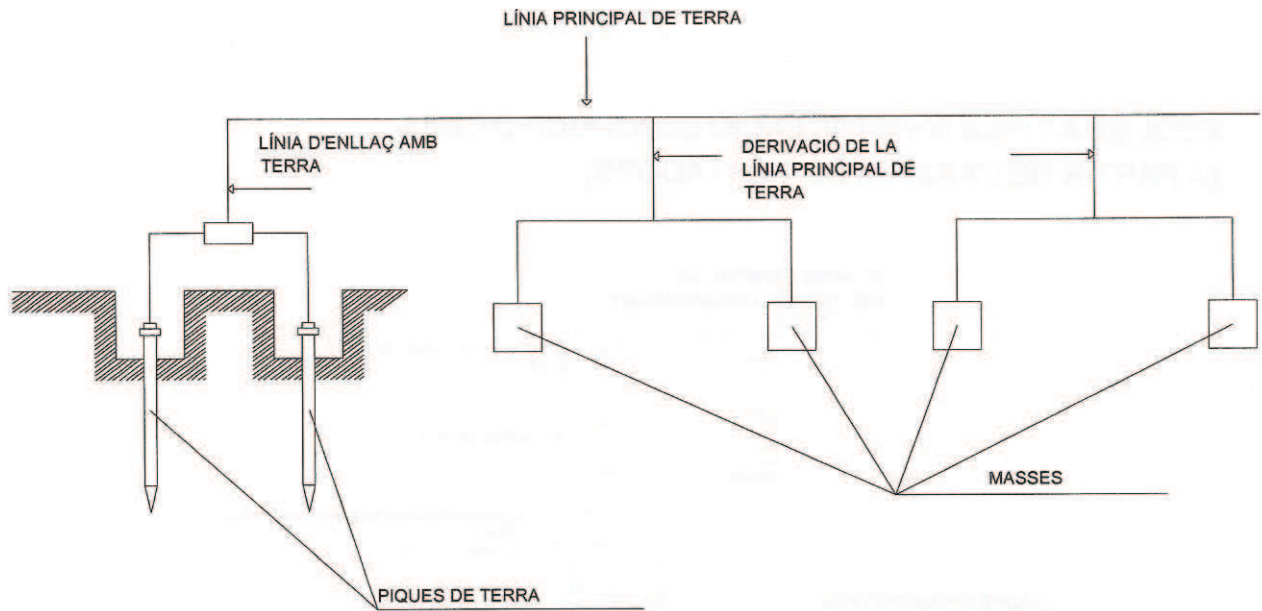 LÍNIA PRINCIPAL DE TERRA
LÍNIA D'ENLLAÇ AMB
TERRA
DERIVACIÓ DE LA
LÍNIA PRINCIPAL DE
TERRA
MASSES
PIQUES DE TERRA